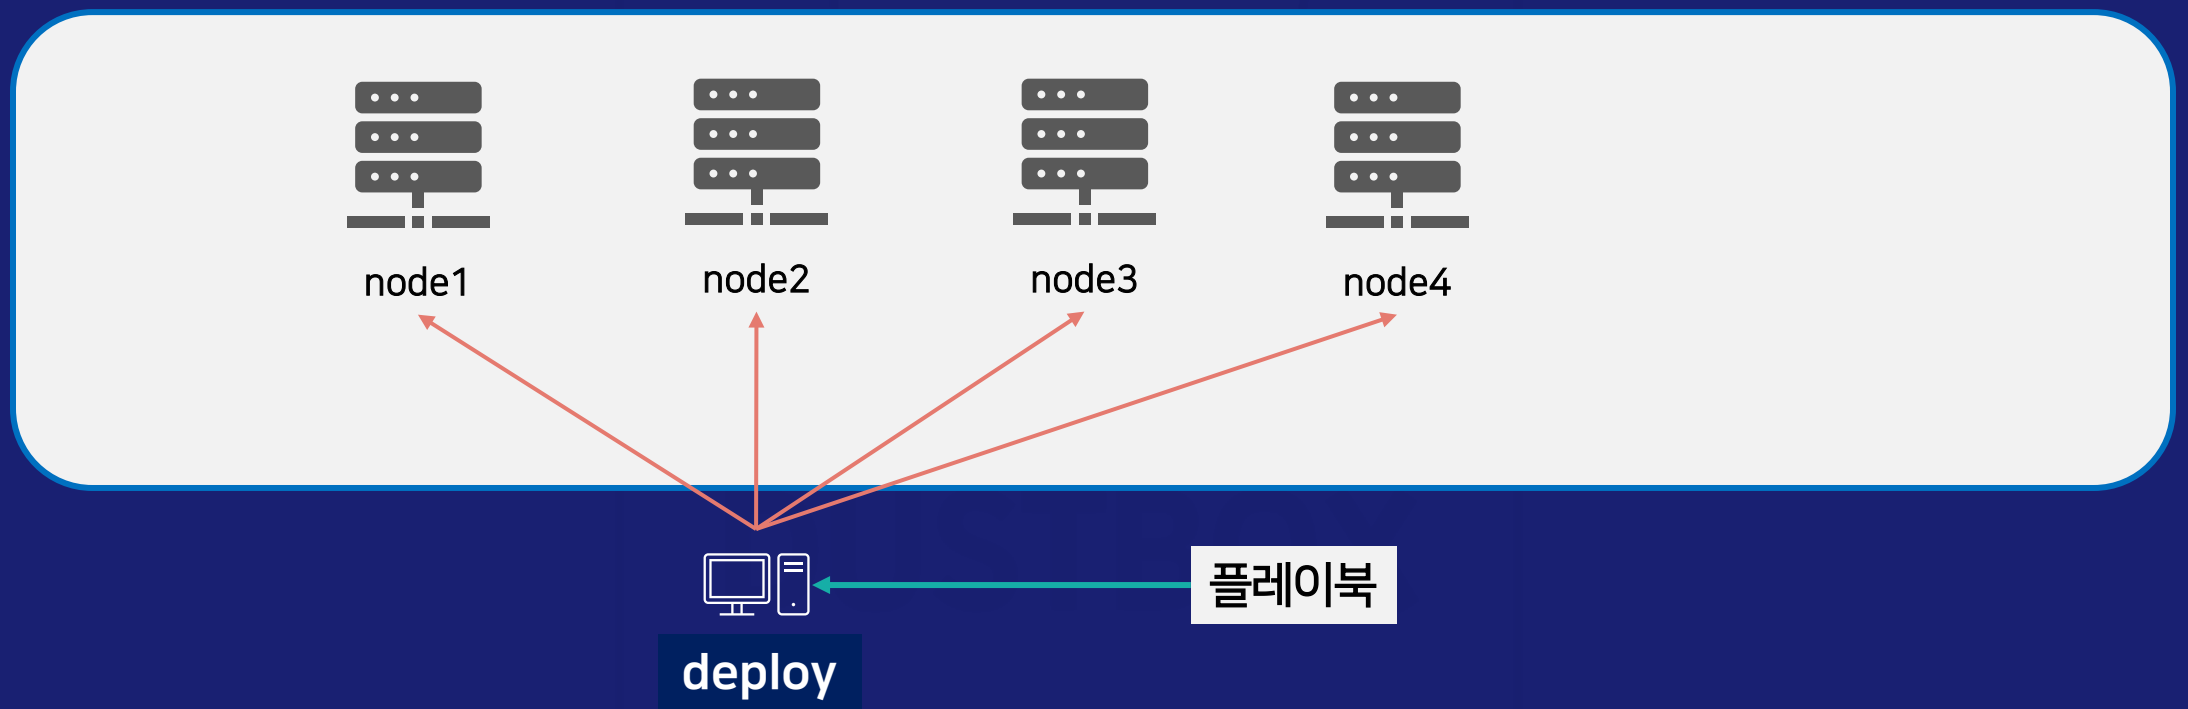 node1
node2
node3
node4
플레이북
deploy